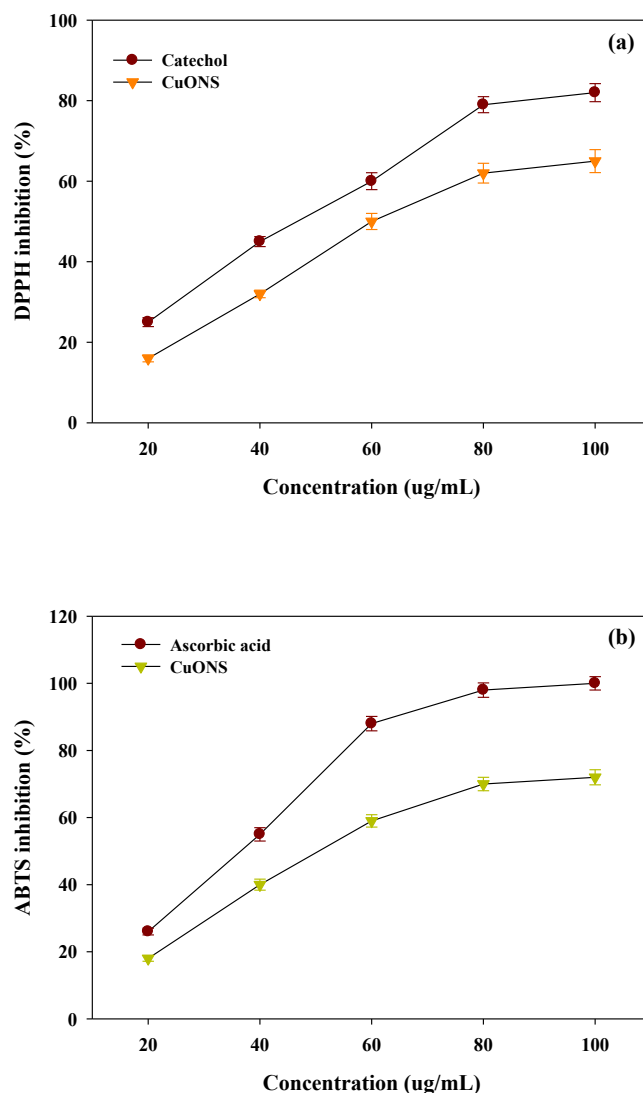 (a)
Catechol
CuONS
DPPH inhibition (%)
100
80
60
40
20
0
20 40 60 80 100
Concentration (ug/mL)
(b)
Ascorbic acid
CuONS
ABTS inhibition (%)
120
100
80
60
40
20
0
20 40 60 80 100
Concentration (ug/mL)